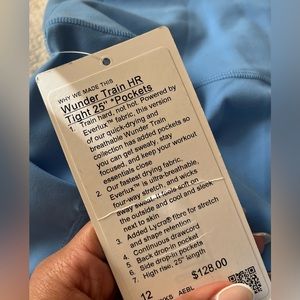 WHY WE MADE THIS
Wunder Train HR
Tight 25" *Pockets
1. Train hard, not hot. Powered by
Everlux™ fabric, this version
of our quick-drying and
breathable Wunder Train
collection has added pockets so
you can get sweaty, stay
focused, and keep your workout
essentials close
2. Our fastest drying fabric,
Everlux™ is ultra-breathable,
four-way stretch, and wicks
away sweat. It feels soft on
the outside and cool and sleek
next to skin
3. Added Lycra® fibre for stretch
and shape retention
4. Continuous drawcord
5. Back drop-in pocket
6. Side drop-in pockets
7. High rise, 25" length
12
$128.00
AEBL